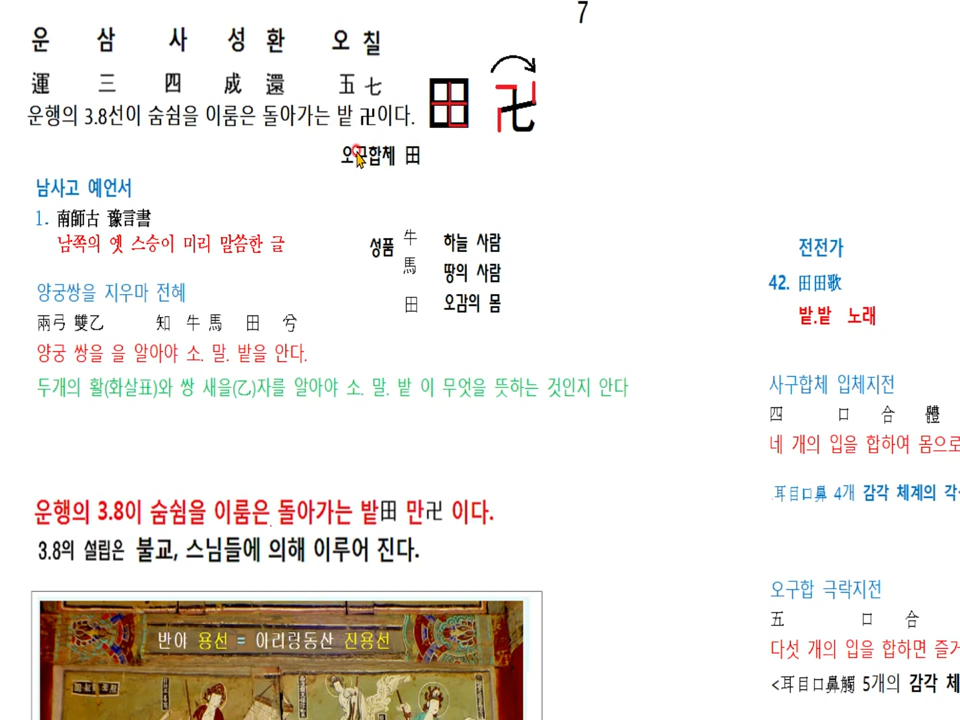 7
운 삼 사 성 환 오 칠
運 三 四 成 還 五 七
운행의 3.8선이 숨쉼을 이룸은 돌아가는 밭 卍이다.
田 卍
오구합체 田
남사고 예언서
1. 南師古 豫言書
남쪽의 옛 스승이 미리 말씀한 글
성품 牛 하늘 사람
馬 땅의 사람
田 오감의 몸
양궁쌍을 지우마 전혜
兩弓 雙乙 知 牛 馬 田 兮
양궁 쌍을 을 알아야 소. 말. 밭을 안다.
두개의 활(화살표)와 쌍 새을(乙)자를 알아야 소. 말. 밭 이 무엇을 뜻하는 것인지 안다
운행의 3.8이 숨쉼을 이룸은 돌아가는 밭田 만卍 이다.
3.8의 설립은 불교, 스님들에 의해 이루어 진다.
반야 용선 = 아리랑동산 진용선
전전가
42. 田田歌
밭.밭 노래
사구합체 입체지전
四 口 合 體
네 개의 입을 합하여 몸으로
耳目口鼻 4개 감각 체계의
오구합 극락지전
五 口 合
다섯 개의 입을 합하면
<耳目口鼻觸 5개의 감각